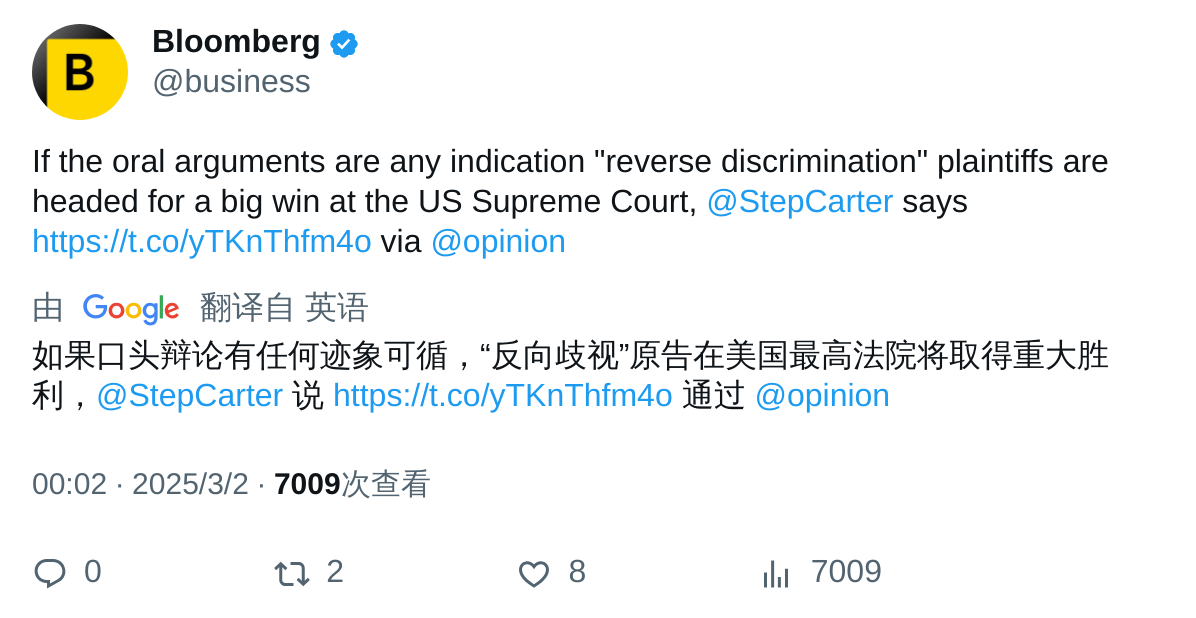 B
Bloomberg
@business
If the oral arguments are any indication "reverse discrimination" plaintiffs are
headed for a big win at the US Supreme Court, @StepCarter says
https://t.co/yTKnThfm4o via @opinion
由 Google 翻译自 英语
如果口头辩论有任何迹象可循，“反向歧视”原告在美国最高法院将取得重大胜
利，@StepCarter 说 https://t.co/yTKnThfm4o 通过 @opinion
00:02 · 2025/3/2 · 7009次查看
0 2 8 7009